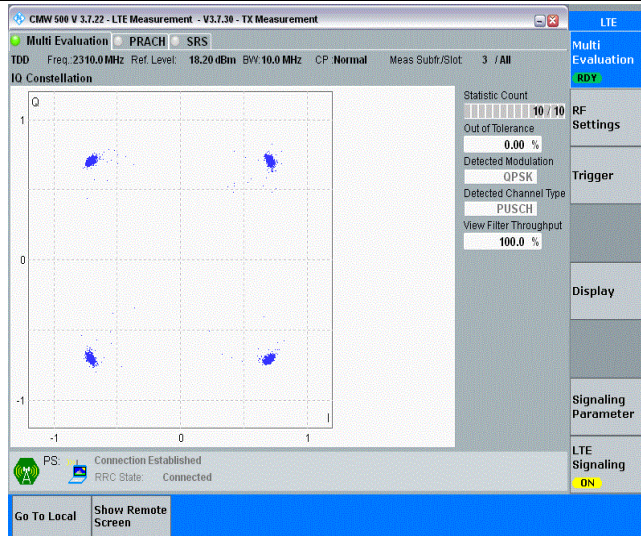 CMW 500 V 3.7.22 - LTE Measurement - V3.7.30 - TX Measurement
LTE
Multi Evaluation PRACH SRS
Multi
Evaluation
RDY
TDD Freq.:2310.0 MHz Ref. Level: 18.20 dBm BW:10.0 MHz CP :Normal Meas Subfr/Slot: 3 / All
IQ Constellation
Q
1
0
-1
-1 0 1
I
Statistic Count
10 / 10
Out of Tolerance
0.00 %
Detected Modulation
QPSK
Detected Channel Type
PUSCH
View Filter Throughput
100.0 %
RF
Settings
Trigger
Display
Signaling
Parameter
LTE
Signaling
ON
PS: Connection Established
RRC State: Connected
Go To Local
Show Remote
Screen